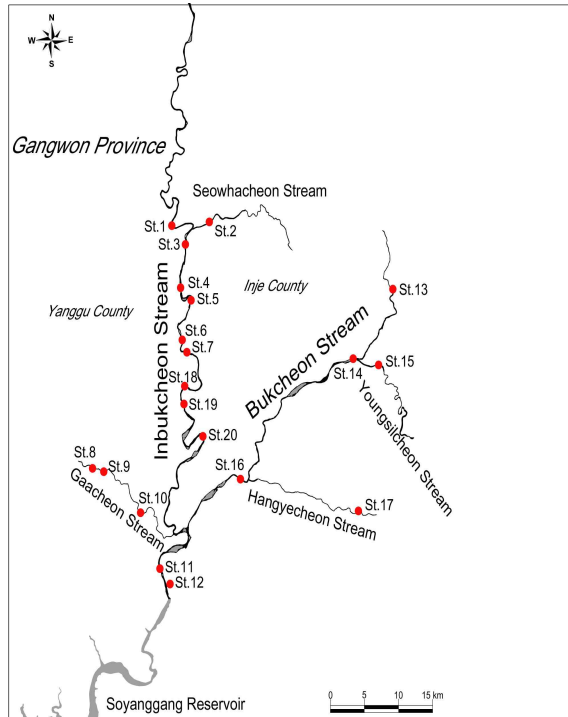 N
W E
S
Gangwon Province
Seowhacheon Stream
St.1
St.2
St.3
St.4
Inje County
St.5
St.13
Yanggu County
Inbukcheon Stream
Bukcheon Stream
St.6
St.7
St.14
St.15
St.18
St.19
Youngsilcheon Stream
St.20
St.8
St.9
St.16
Gaacheon Stream
St.10
Hangyecheon Stream
St.17
St.11
St.12
Soyanggang Reservoir
0 5 10 15 km